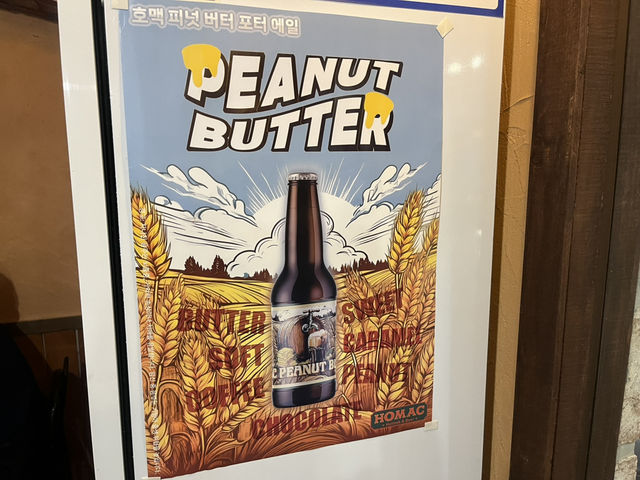 호맥 피넛 버터 포터 에일
PEANUT
BUTTER
BUTTER
SOFT
COFFEE
SWEET
CARAMEL
PEANUT
PEANUT
CHOCOLATE
HOMAC